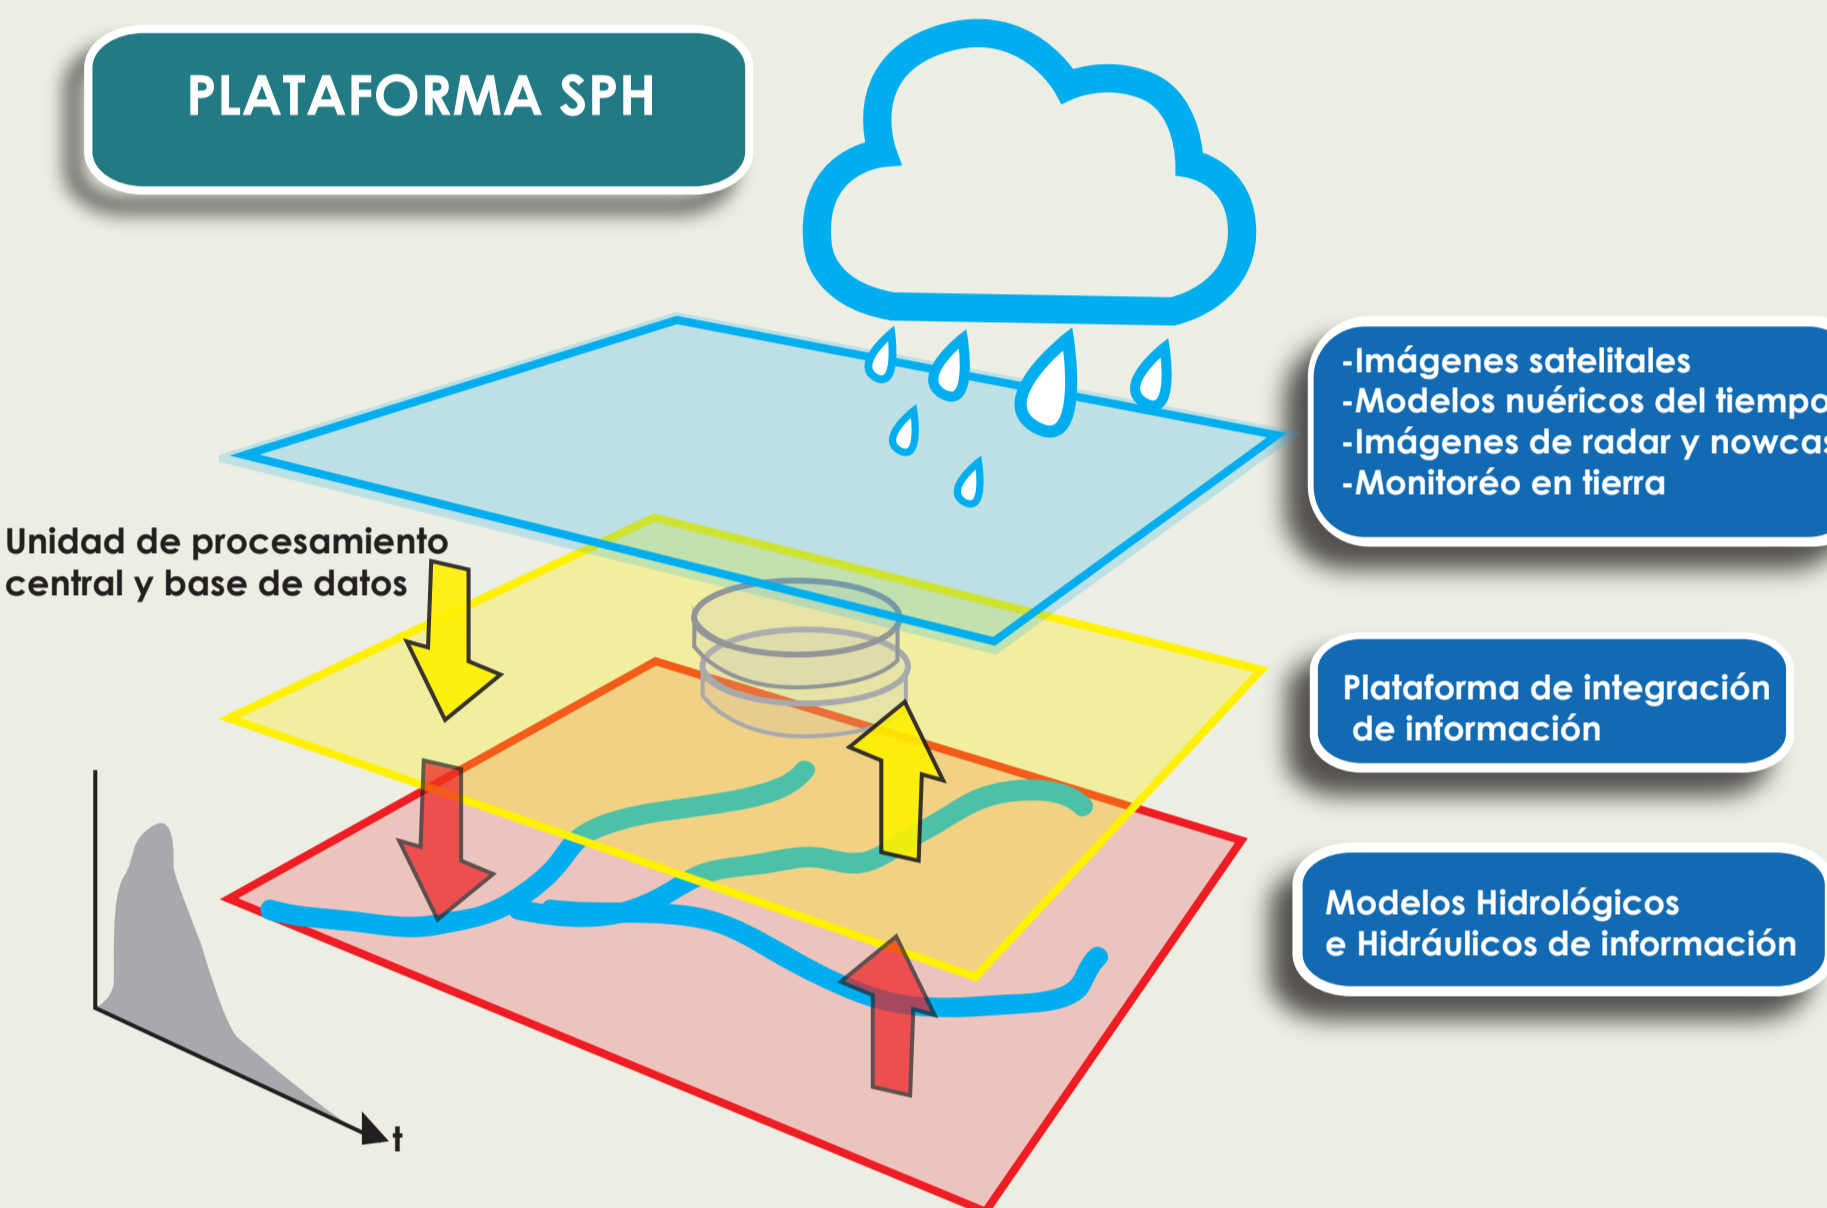 PLATAFORMA SPH
-Imágenes satelitales
-Modelos nuéricos del tiempo
-Imágenes de radar y
-Monitoréo en tierra
Unidad de procesamiento
central y base de datos
Plataforma de integración
de información
Modelos Hidrológicos
e Hidráulicos de información
t